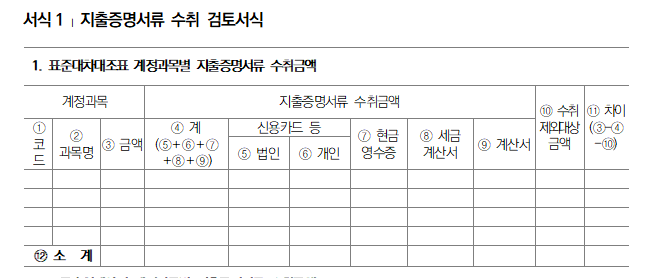 서식 1 | 지출증명서류 수취 검토서식
1. 표준대차대조표 계정과목별 지출증명서류 수취금액
계정과목
지출증명서류 수취금액
⑩ 수취
제외대상
금액
⑪ 차이
(③-④
-⑩)
①
코
드
②
과목명
③ 금액
④ 계
(⑤+⑥+⑦
+⑧+⑨)
신용카드 등
⑤ 법인
⑥ 개인
⑦ 현금
영수증
⑧ 세금
계산서
⑨ 계산서
⑫ 소 계